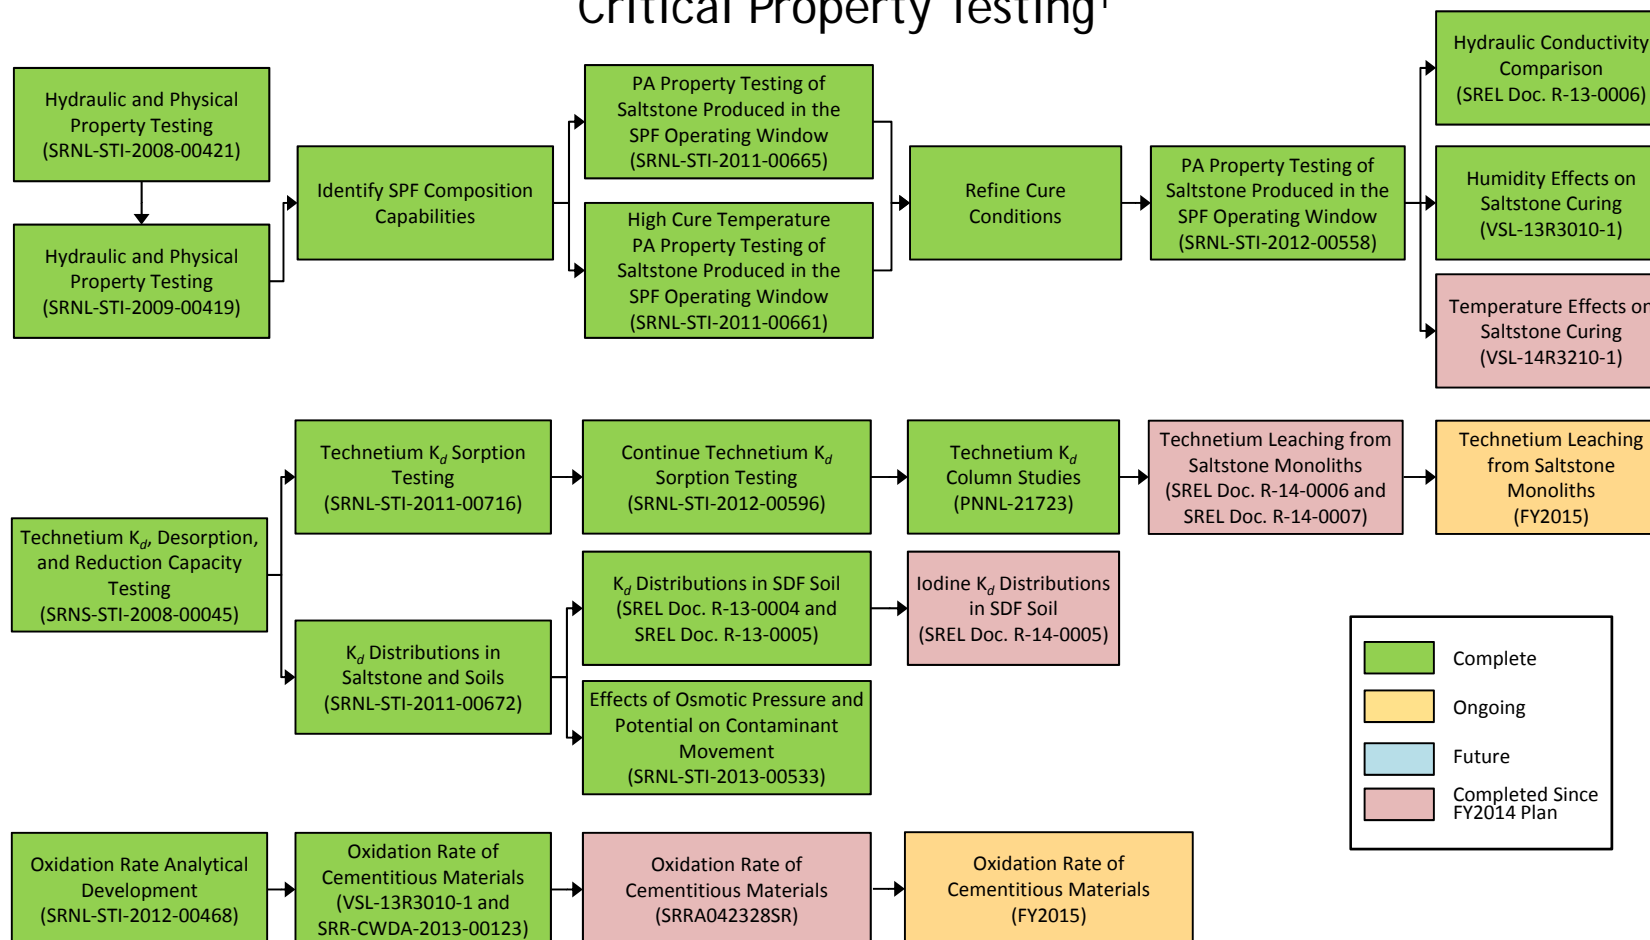 Critical Property Testing¹
Hydraulic and Physical
Property Testing
(SRNL-STI-2008-00421)
Hydraulic and Physical
Property Testing
(SRNL-STI-2009-00419)
Identify SPF Composition
Capabilities
PA Property Testing of
Saltstone Produced in the
SPF Operating Window
(SRNL-STI-2011-00665)
High Cure Temperature
PA Property Testing of
Saltstone Produced in the
SPF Operating Window
(SRNL-STI-2011-00661)
Refine Cure
Conditions
PA Property Testing of
Saltstone Produced in the
SPF Operating Window
(SRNL-STI-2012-00558)
Hydraulic Conductivity
Comparison
(SREL Doc. R-13-0006)
Humidity Effects on
Saltstone Curing
(VSL-13R3010-1)
Temperature Effects on
Saltstone Curing
(VSL-14R3210-1)
Technetium Kd, Desorption,
and Reduction Capacity
Testing
(SRNS-STI-2008-00045)
Technetium Kd Sorption
Testing
(SRNL-STI-2011-00716)
Continue Technetium Kd
Sorption Testing
(SRNL-STI-2012-00596)
Technetium Kd
Column Studies
(PNNL-21723)
Technetium Leaching from
Saltstone Monoliths
(SREL Doc. R-14-0006 and
SREL Doc. R-14-0007)
Technetium Leaching
from Saltstone
Monoliths
(FY2015)
Kd Distributions in
Saltstone and Soils
(SRNL-STI-2011-00672)
Kd Distributions in SDF Soil
(SREL Doc. R-13-0004 and
SREL Doc. R-13-0005)
Iodine Kd Distributions
in SDF Soil
(SREL Doc. R-14-0005)
Effects of Osmotic Pressure and
Potential on Contaminant
Movement
(SRNL-STI-2013-00533)
Complete
Ongoing
Future
Completed Since
FY2014 Plan
Oxidation Rate Analytical
Development
(SRNL-STI-2012-00468)
Oxidation Rate of
Cementitious Materials
(VSL-13R3010-1 and
SRR-CWDA-2013-00123)
Oxidation Rate of
Cementitious Materials
(SRRA042328SR)
Oxidation Rate of
Cementitious Materials
(FY2015)